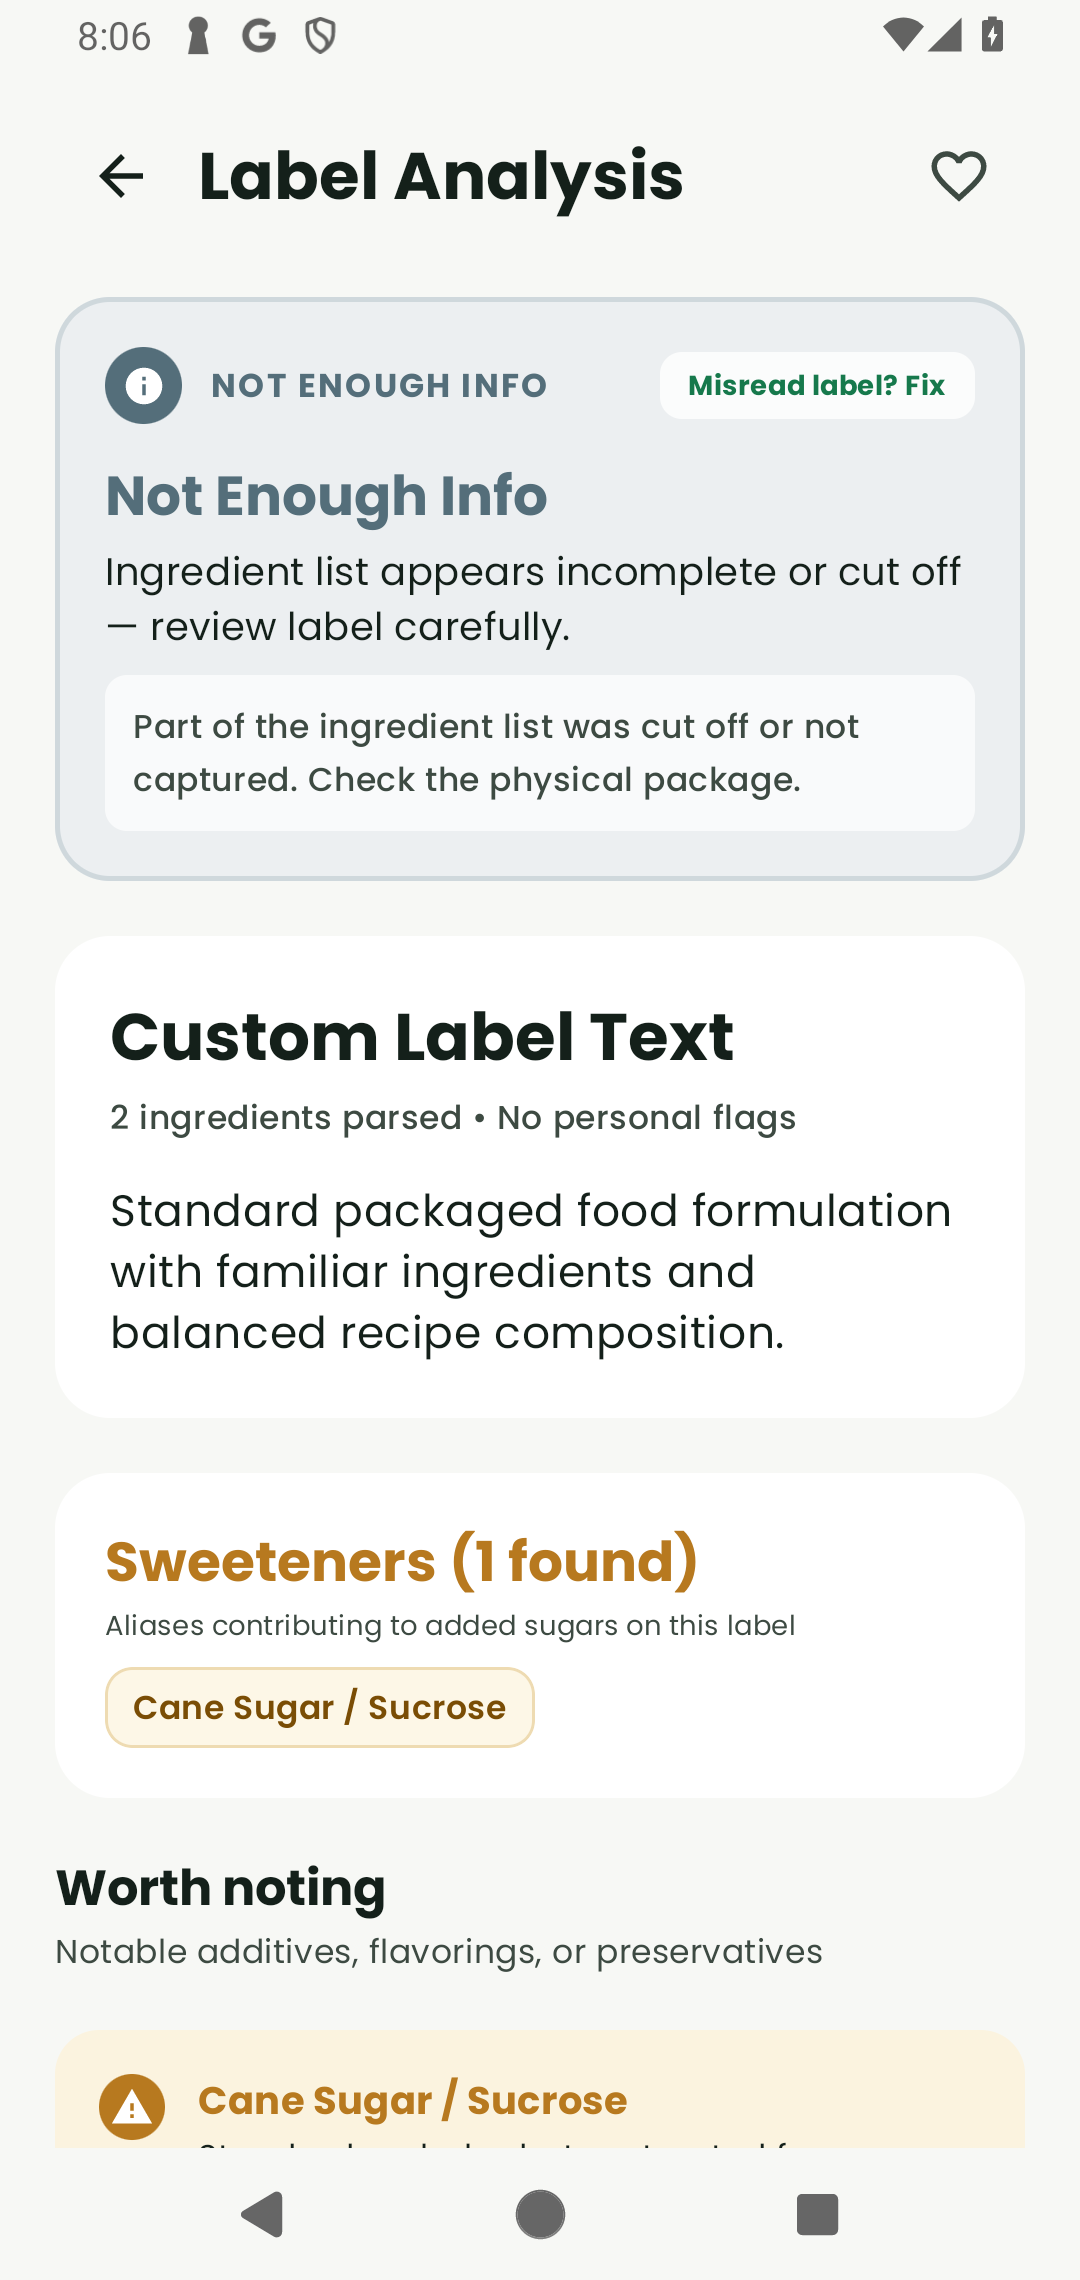 8:06
Label Analysis
NOT ENOUGH INFO
Misread label? Fix
Not Enough Info
Ingredient list appears incomplete or cut off
— review label carefully.
Part of the ingredient list was cut off or not
captured. Check the physical package.
Custom Label Text
2 ingredients parsed • No personal flags
Standard packaged food formulation
with familiar ingredients and
balanced recipe composition.
Sweeteners (1 found)
Aliases contributing to added sugars on this label
Cane Sugar / Sucrose
Worth noting
Notable additives, flavorings, or preservatives
Cane Sugar / Sucrose